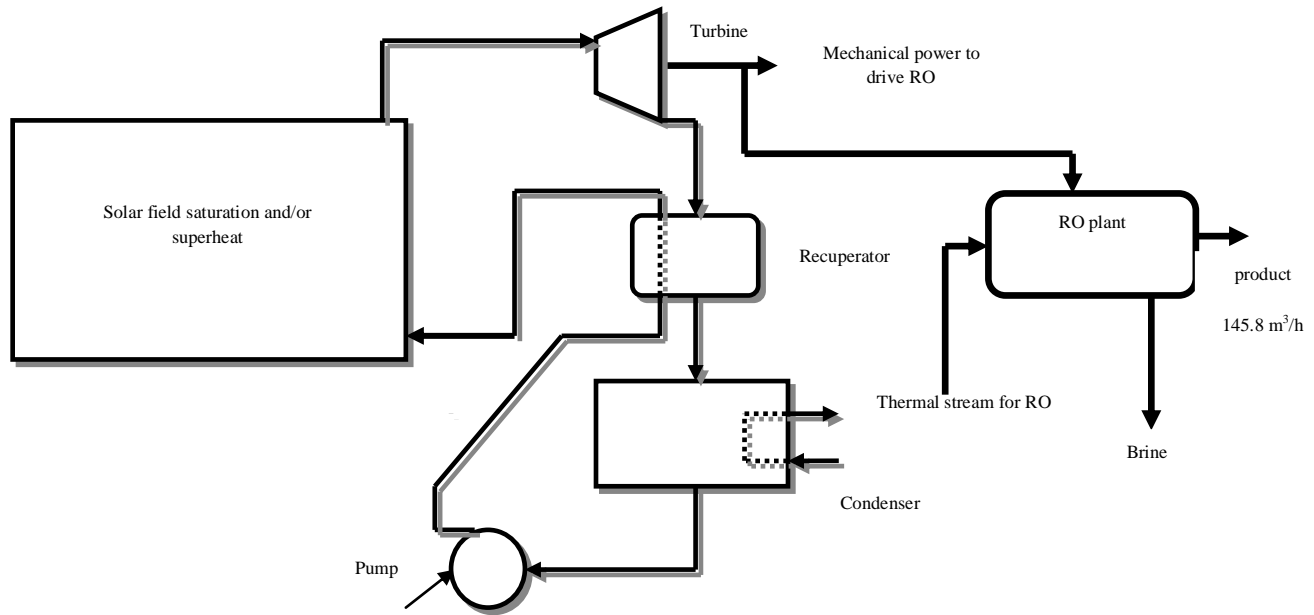 Turbine
Mechanical power to
drive RO
Solar field saturation and/or
superheat
RO plant
Recuperator
product
145.8 m³/h
Thermal stream for RO
Brine
Condenser
Pump